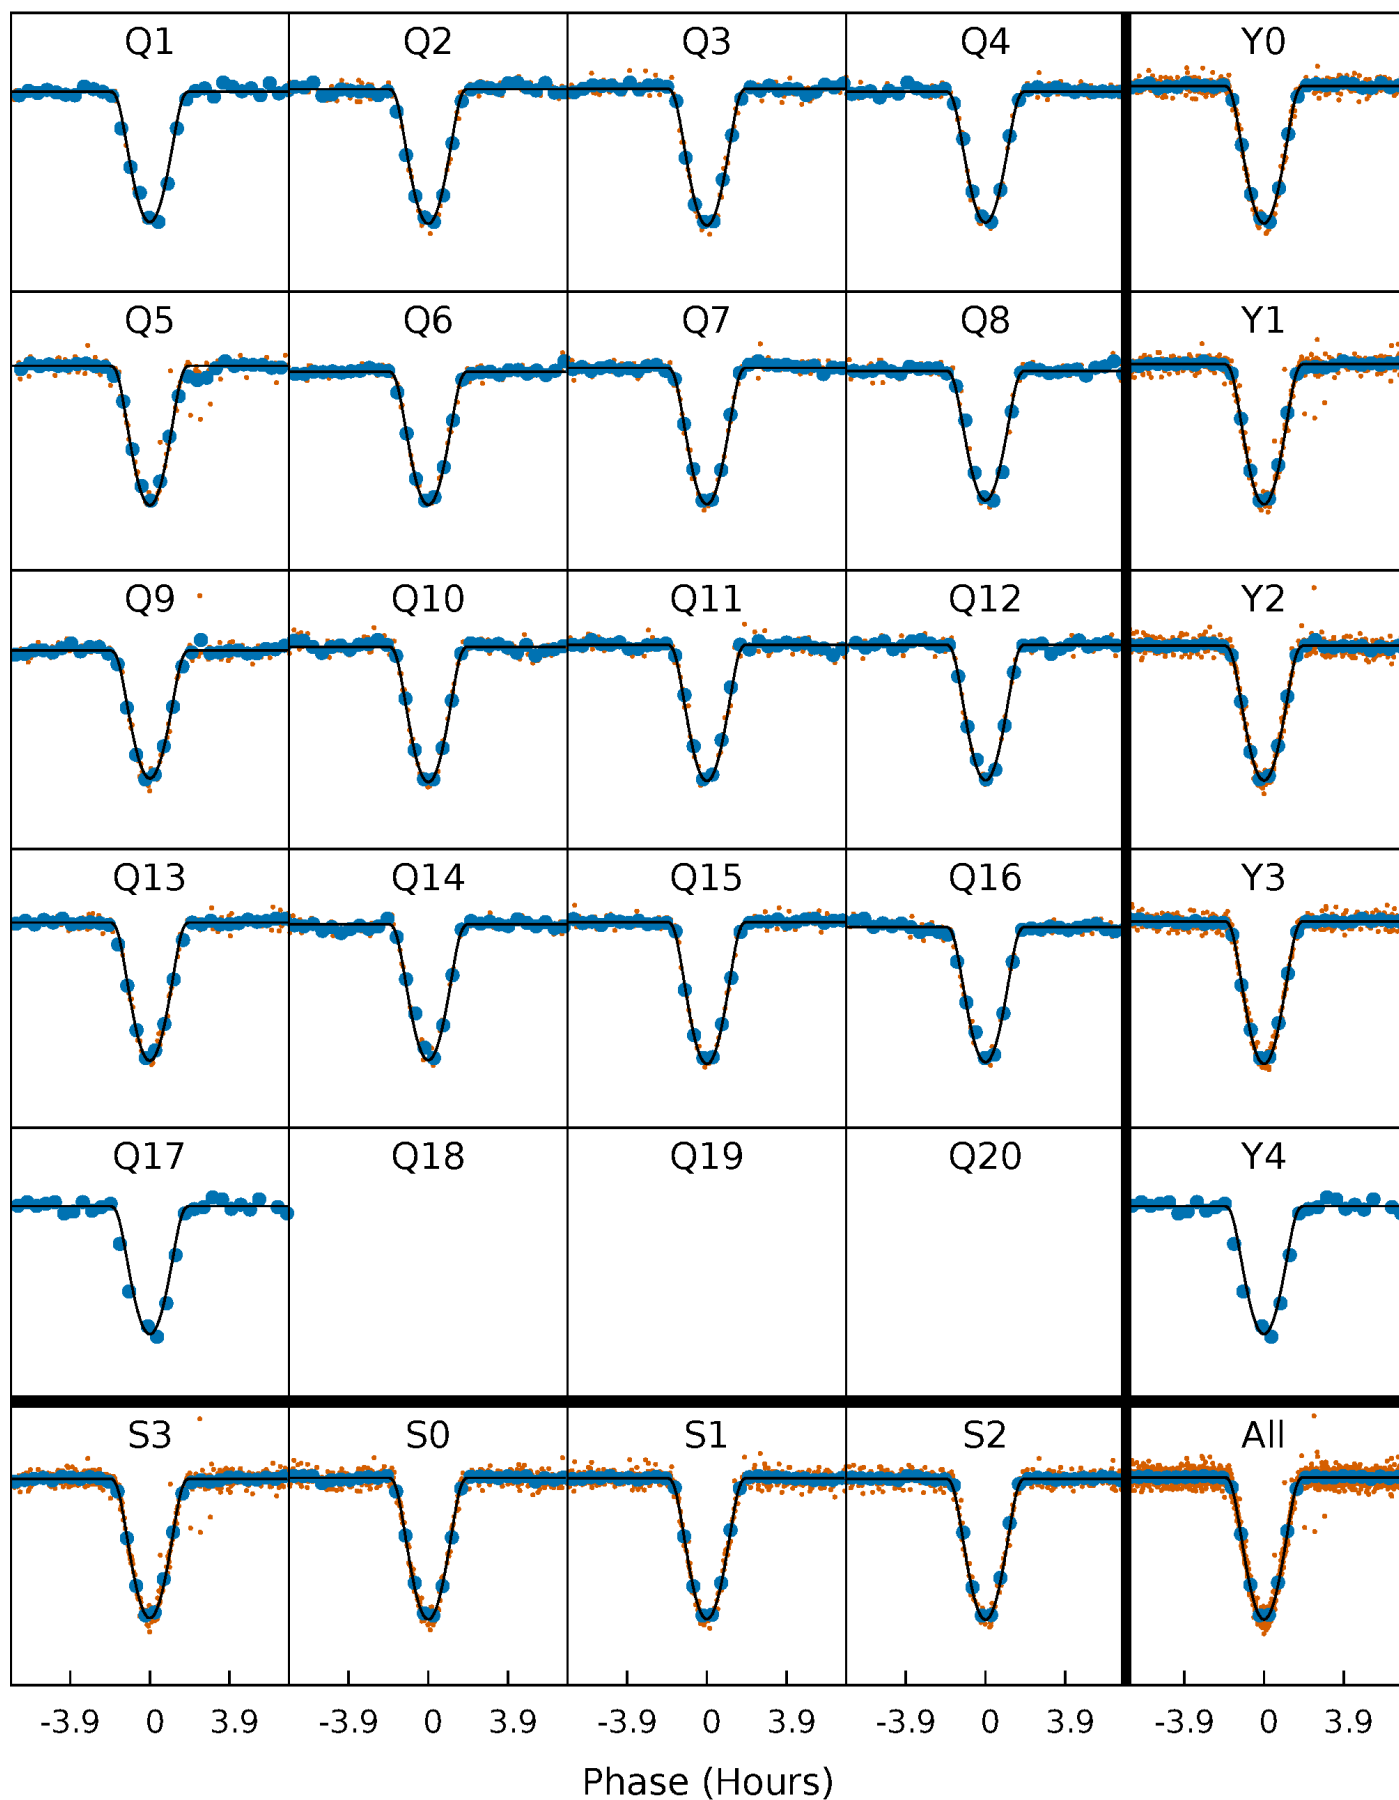 Q1 Q2 Q3 Q4 Y0
Q5 Q6 Q7 Q8 Y1
Q9 Q10 Q11 Q12 Y2
Q13 Q14 Q15 Q16 Y3
Q17 Q18 Q19 Q20 Y4
S3 S0 S1 S2 All
-3.9 0 3.9 -3.9 0 3.9 -3.9 0 3.9 -3.9 0 3.9 -3.9 0 3.9
Phase (Hours)